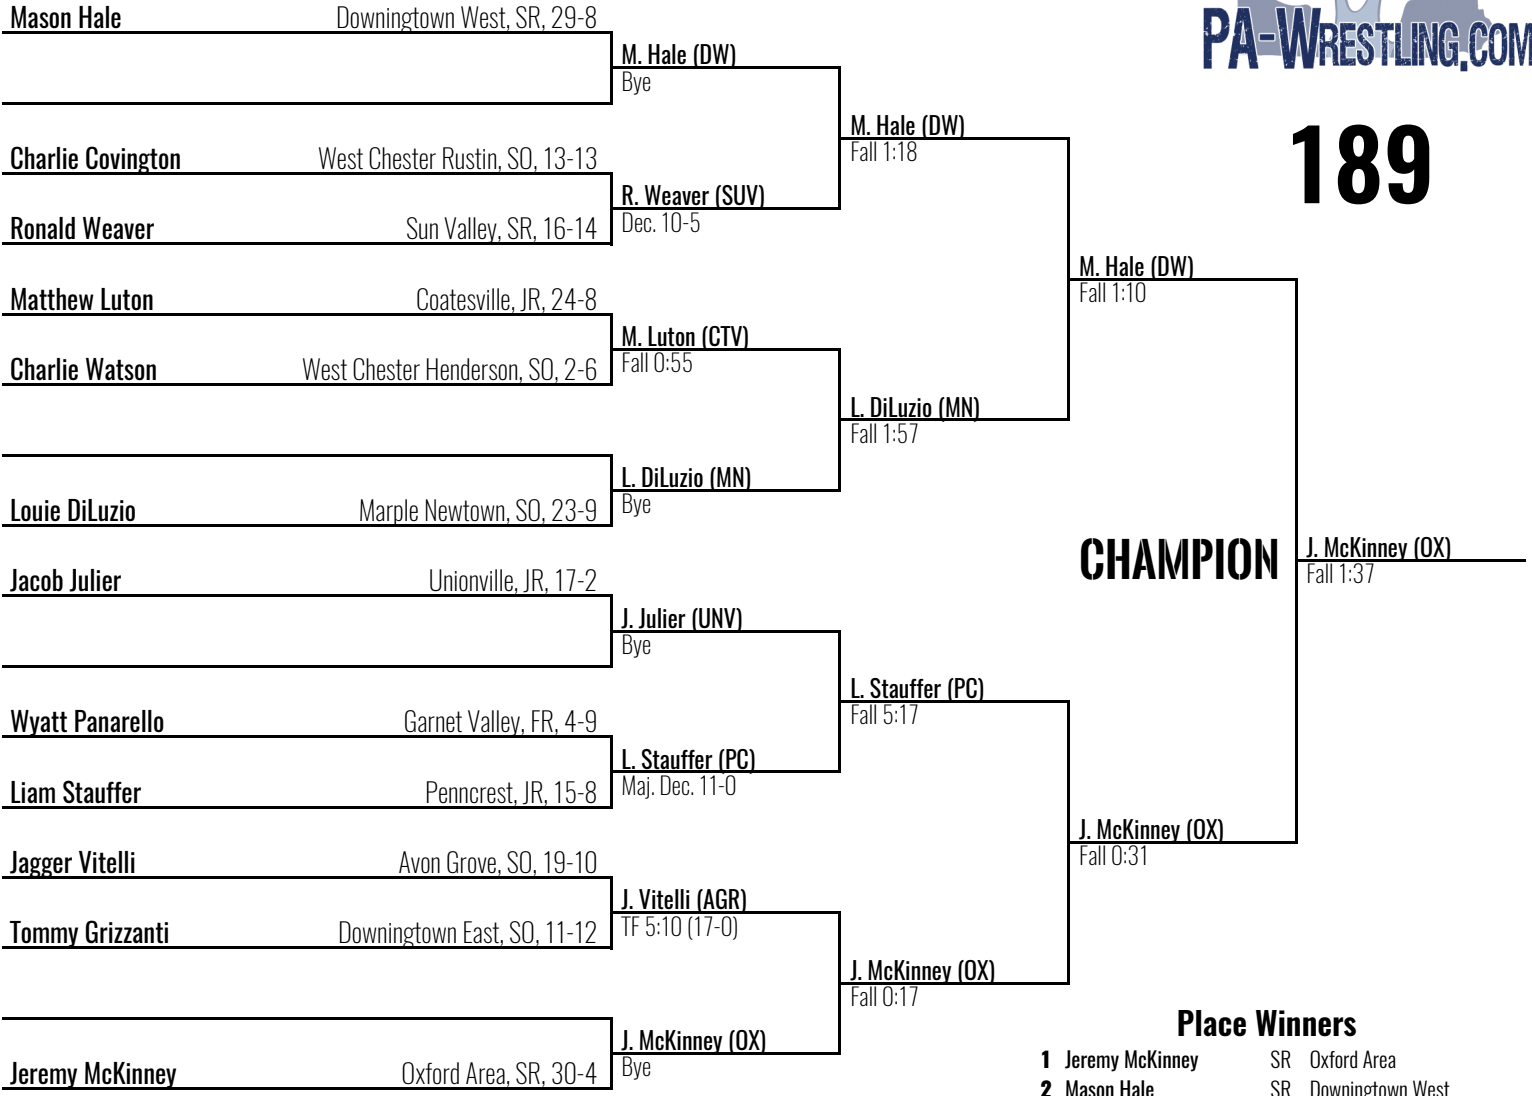 PA-WRESTLING.COM
189
Mason Hale Downingtown West, SR, 29-8
M. Hale (DW)
Bye
Charlie Covington West Chester Rustin, SO, 13-13
Ronald Weaver Sun Valley, SR, 16-14
R. Weaver (SUV)
Dec. 10-5
M. Hale (DW)
Fall 1:18
Matthew Luton Coatesville, JR, 24-8
Charlie Watson West Chester Henderson, SO, 2-6
M. Luton (CTV)
Fall 0:55
Louie DiLuzio Marple Newtown, SO, 23-9
L. DiLuzio (MN)
Bye
L. DiLuzio (MN)
Fall 1:57
M. Hale (DW)
Fall 1:10
Jacob Julier Unionville, JR, 17-2
J. Julier (UNV)
Bye
Wyatt Panarello Garnet Valley, FR, 4-9
Liam Stauffer Penncrest, JR, 15-8
L. Stauffer (PC)
Maj. Dec. 11-0
L. Stauffer (PC)
Fall 5:17
Jagger Vitelli Avon Grove, SO, 19-10
Tommy Grizzanti Downingtown East, SO, 11-12
J. Vitelli (AGR)
TF 5:10 (17-0)
Jeremy McKinney Oxford Area, SR, 30-4
J. McKinney (OX)
Bye
J. McKinney (OX)
Fall 0:17
J. McKinney (OX)
Fall 0:31
CHAMPION
J. McKinney (OX)
Fall 1:37
Place Winners
1 Jeremy McKinney SR Oxford Area
2 Mason Hale SR Downingtown West